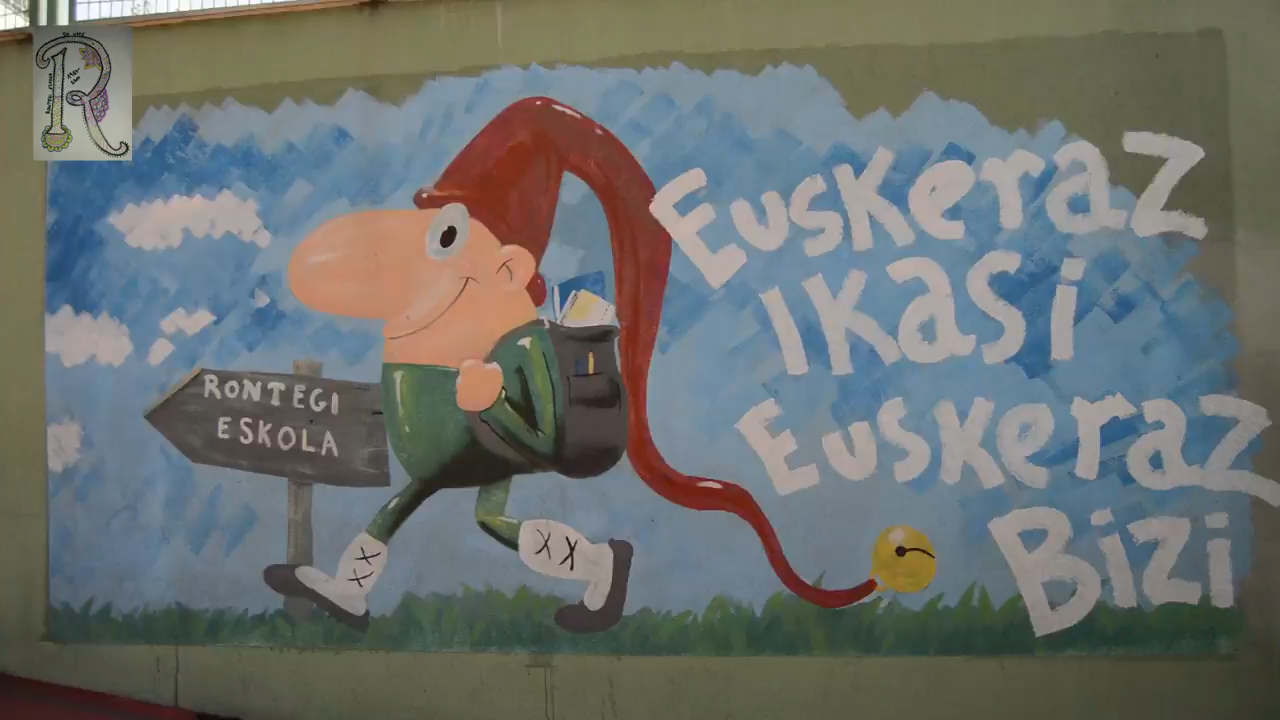 RONTEGI
ESKOLA
EUSKERAZ
IKASI
EUSKERAZ
BIZI